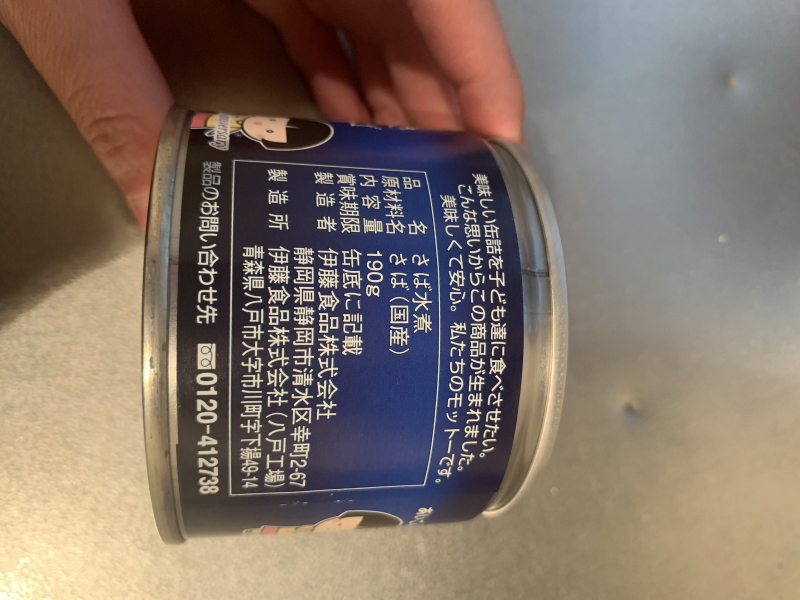 美味しい缶詰を子ども達に食べさせたい。
こんな思いからこの商品が生まれました。
美味しくて安心。私たちのモットーです。
品名 さば水煮
原材料名 さば(国産)
内容量 190g
賞味期限 缶底に記載
製造者 伊藤食品株式会社
静岡県静岡市清水区幸町2-67
製造所 伊藤食品株式会社(八戸工場)
青森県八戸市大字市川町字下揚49-14
製品のお問い合わせ先 0120-412738